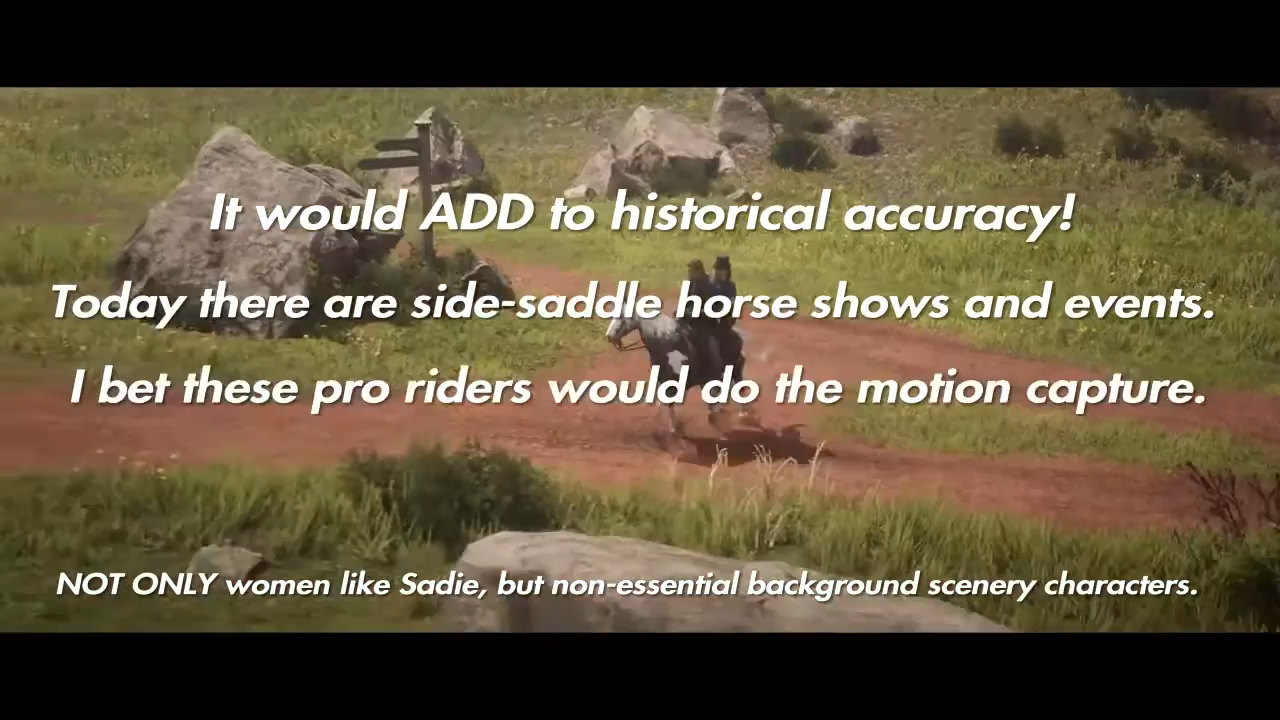 It would ADD to historical accuracy!
Today there are side-saddle horse shows and events.
I bet these pro riders would do the motion capture.
NOT ONLY women like Sadie, but non-essential background scenery characters.